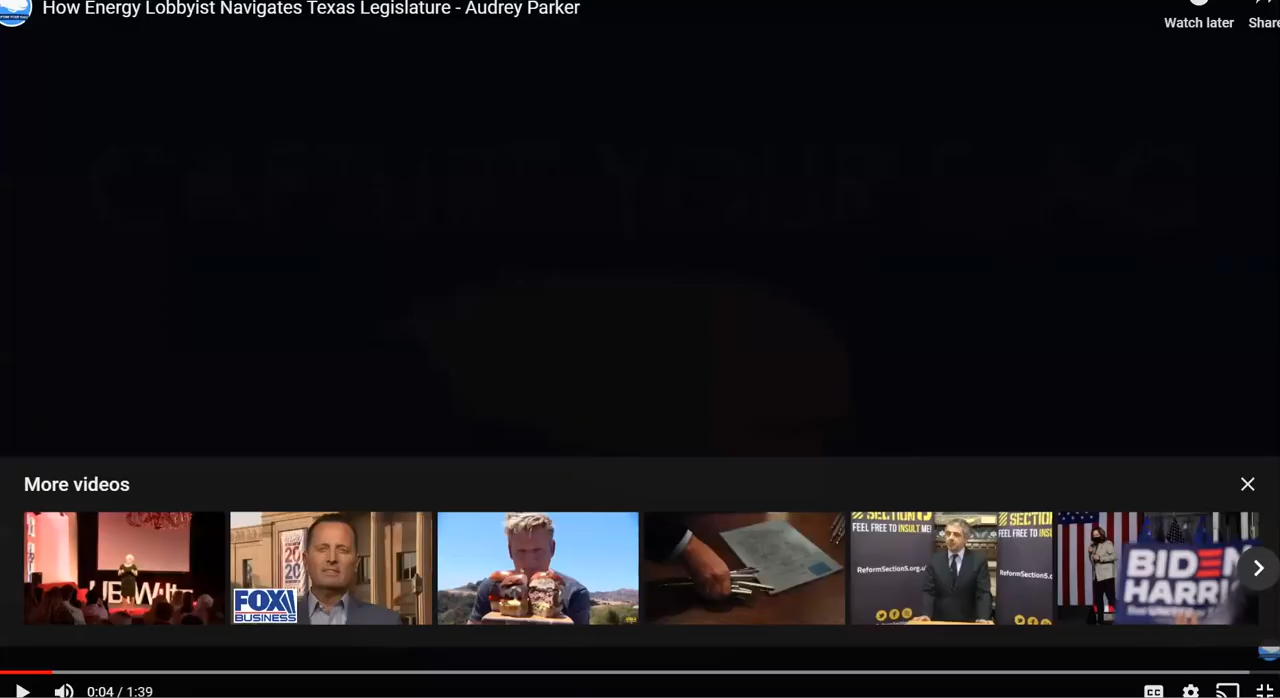 How Energy Lobbyist Navigates Texas Legislature - Audrey Parker
Watch later
Share
More videos
FOX
BUSINESS
FEEL FREE TO INSULT ME!
ReformSection5.org.u
BIDEN
HARRI
0:04 / 1:39
CC